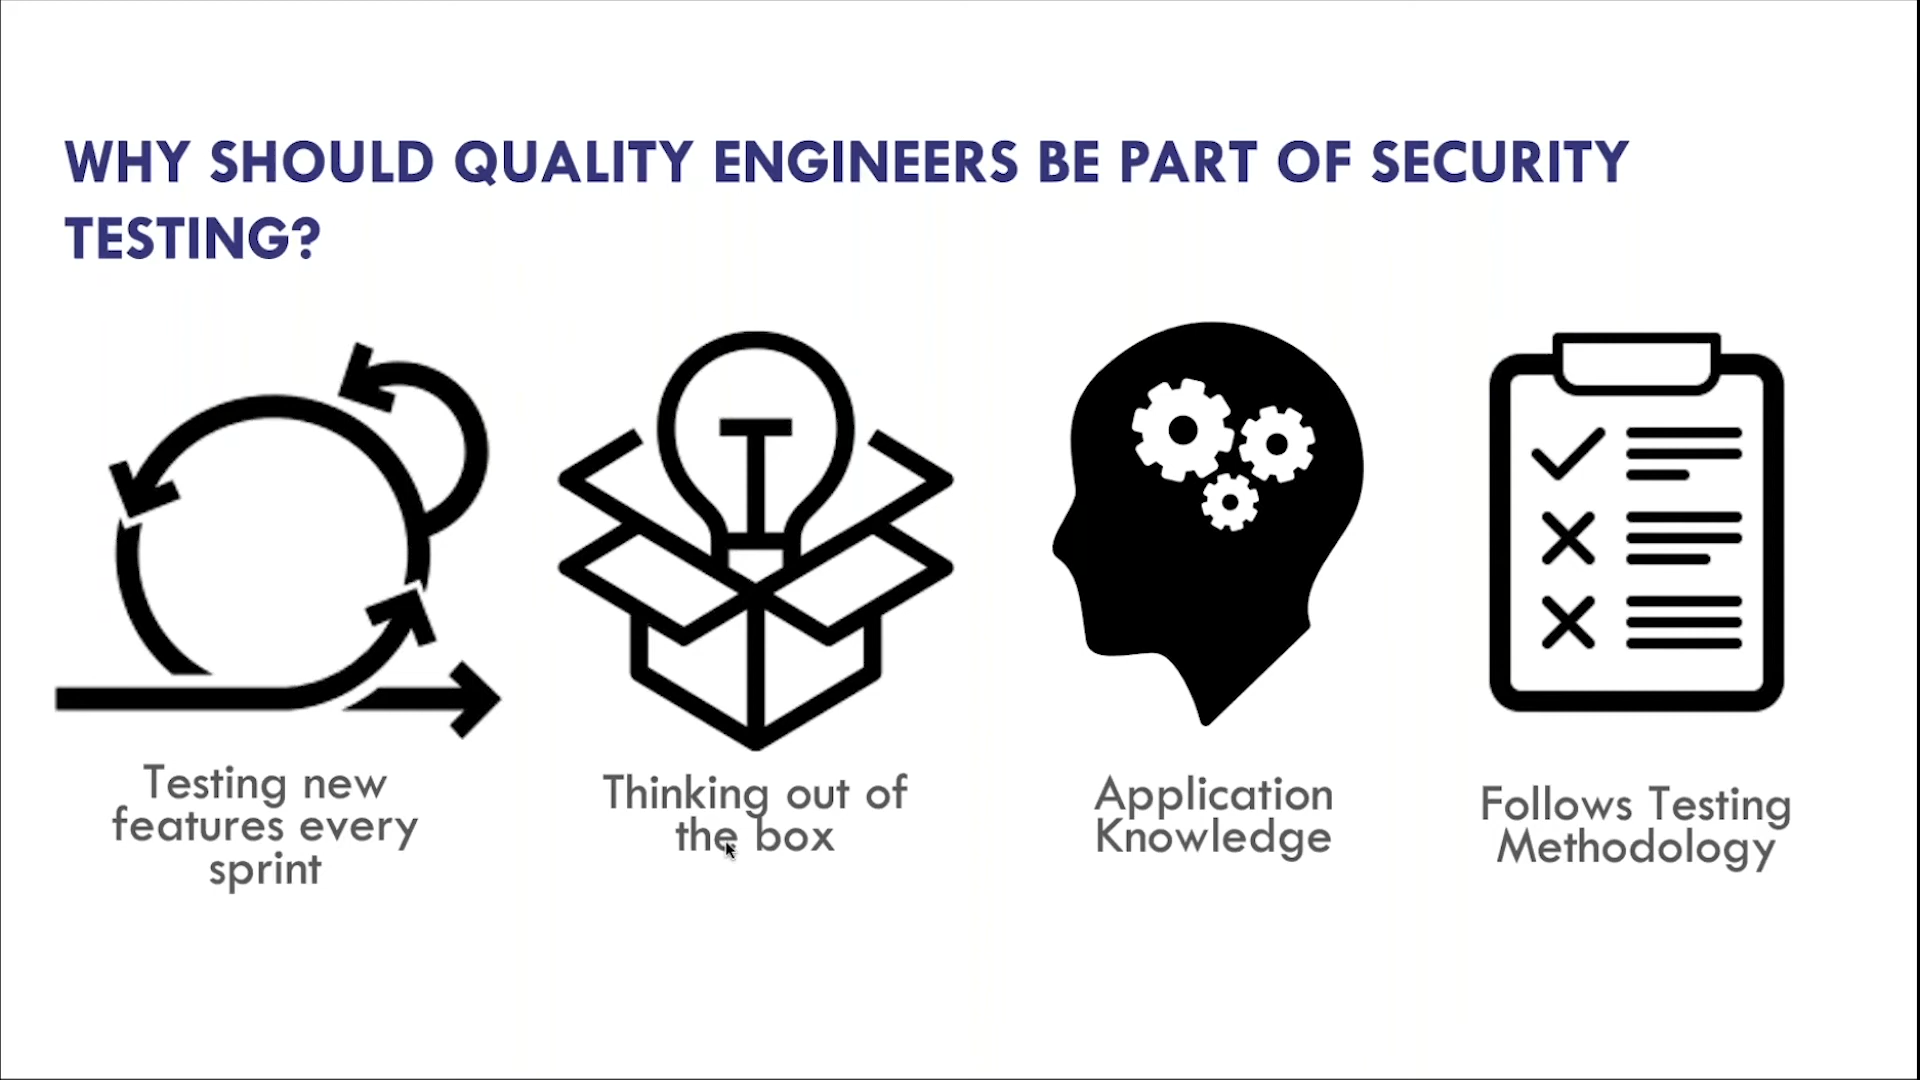 WHY SHOULD QUALITY ENGINEERS BE PART OF SECURITY
TESTING?
Testing new
features every
sprint
Thinking out of
the box
Application
Knowledge
Follows Testing
Methodology